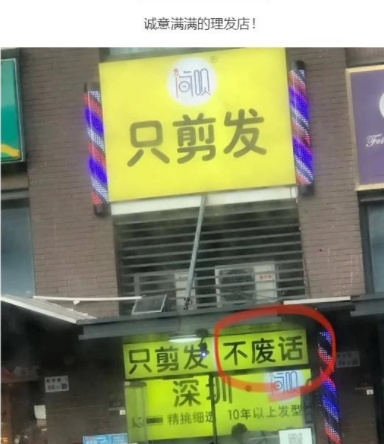 诚意满满的理发店！
只剪发
只剪发 不废话
深圳
精挑细选 10年以上发型